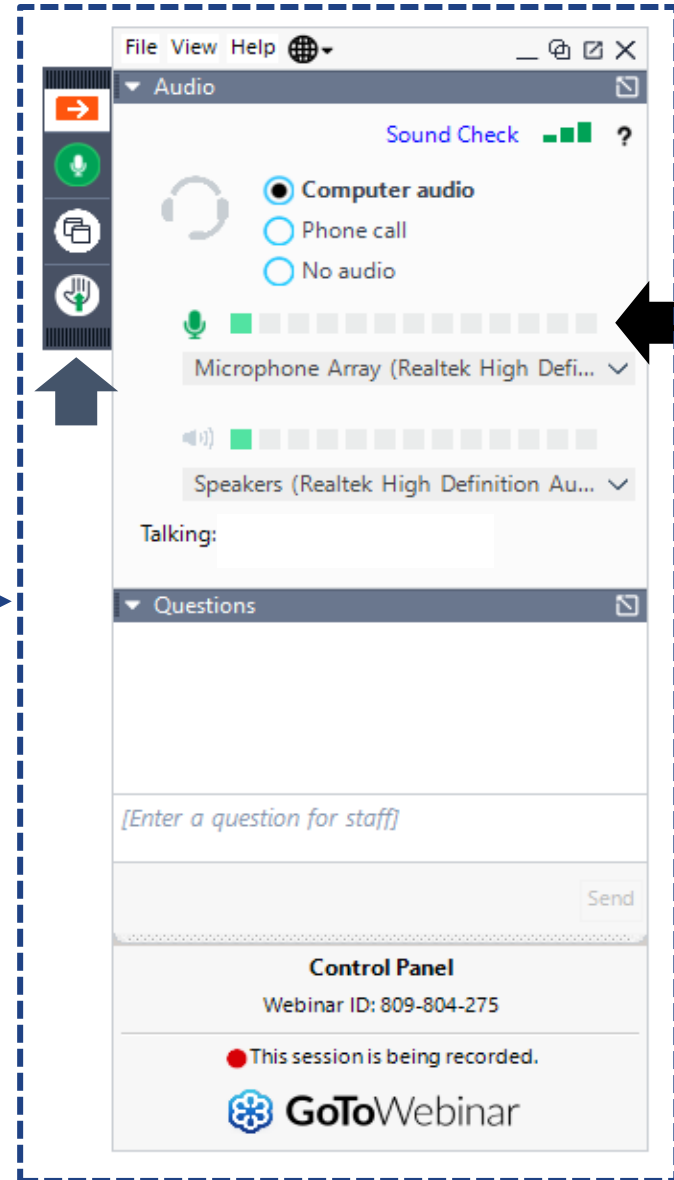 File View Help
Audio
Sound Check ?
Computer audio
Phone call
No audio
Microphone Array (Realtek High Defi...
Speakers (Realtek High Definition Au...
Talking:
Questions
[Enter a question for staff]
Send
Control Panel
Webinar ID: 809-804-275
This session is being recorded.
GoToWebinar